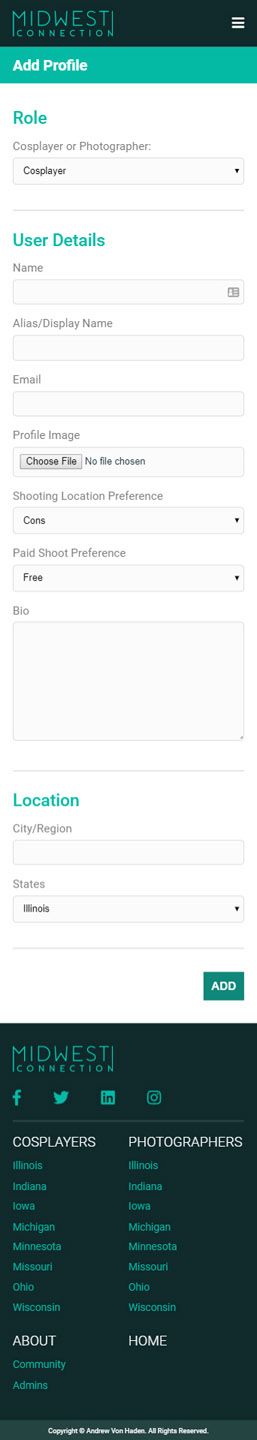 MIDWEST
CONNECTION
Add Profile
Role
Cosplayer or Photographer:
Cosplayer
User Details
Name
Alias/Display Name
Email
Profile Image
Choose File No file chosen
Shooting Location Preference
Cons
Paid Shoot Preference
Free
Bio
Location
City/Region
States
Illinois
ADD
MIDWEST
CONNECTION
COSPLAYERS
Illinois
Indiana
Iowa
Michigan
Minnesota
Missouri
Ohio
Wisconsin
PHOTOGRAPHERS
Illinois
Indiana
Iowa
Michigan
Minnesota
Missouri
Ohio
Wisconsin
ABOUT
Community
Admins
HOME
Copyright © Andrew Von Haden. All Rights Reserved.